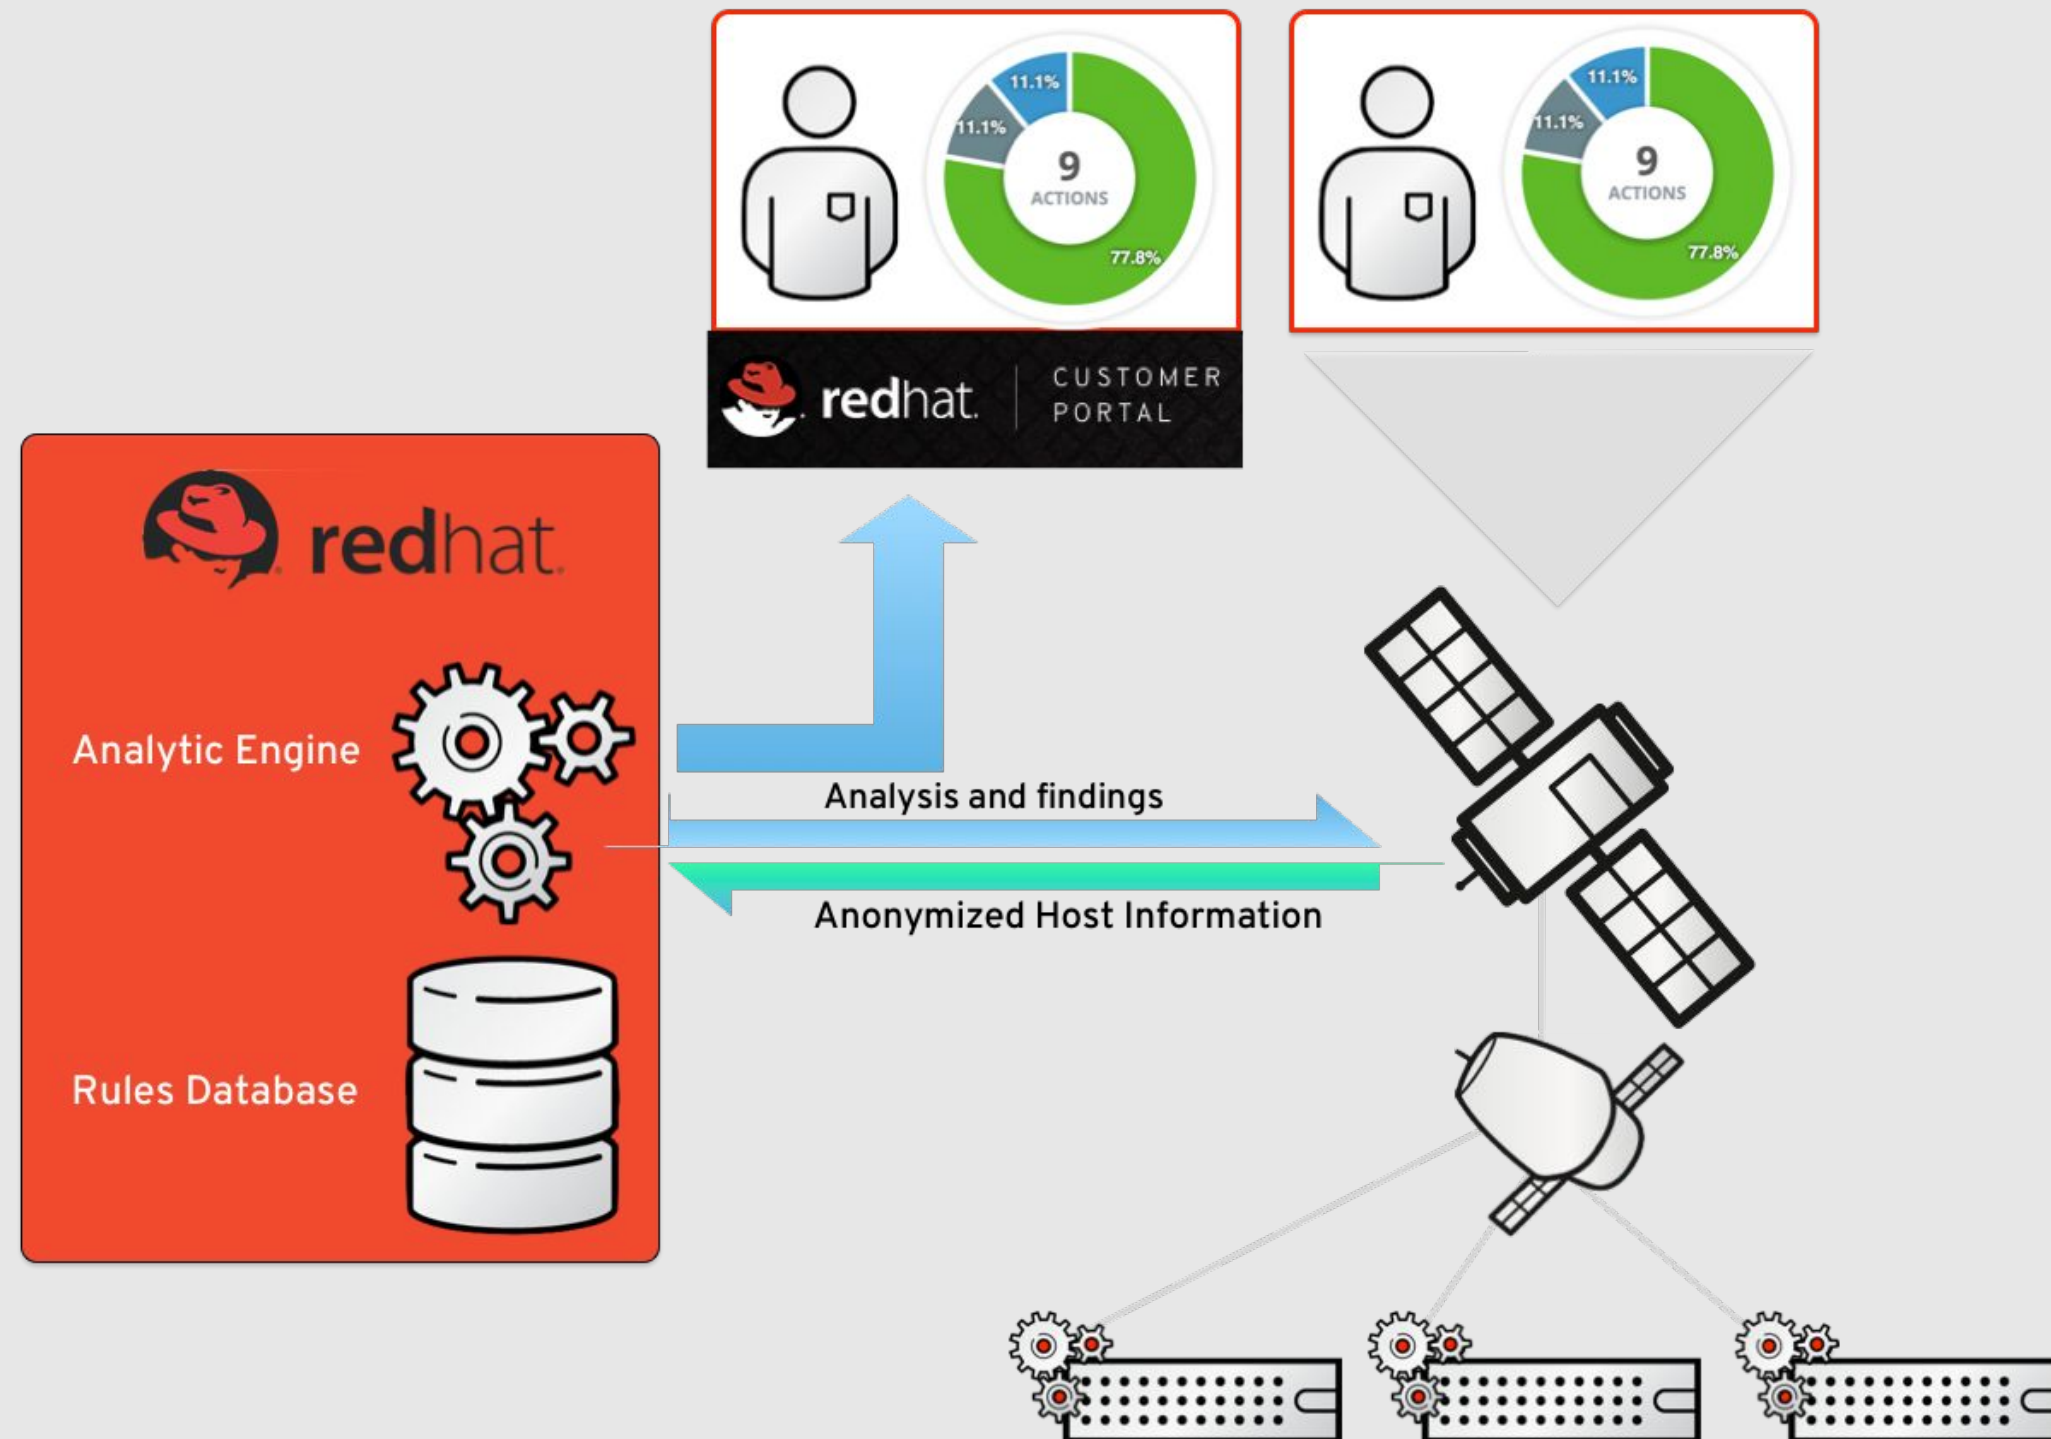 11.1%
11.1%
9
ACTIONS
77.8%
11.1%
11.1%
9
ACTIONS
77.8%
redhat.
CUSTOMER
PORTAL
redhat.
Analytic Engine
Analysis and findings
Anonymized Host Information
Rules Database